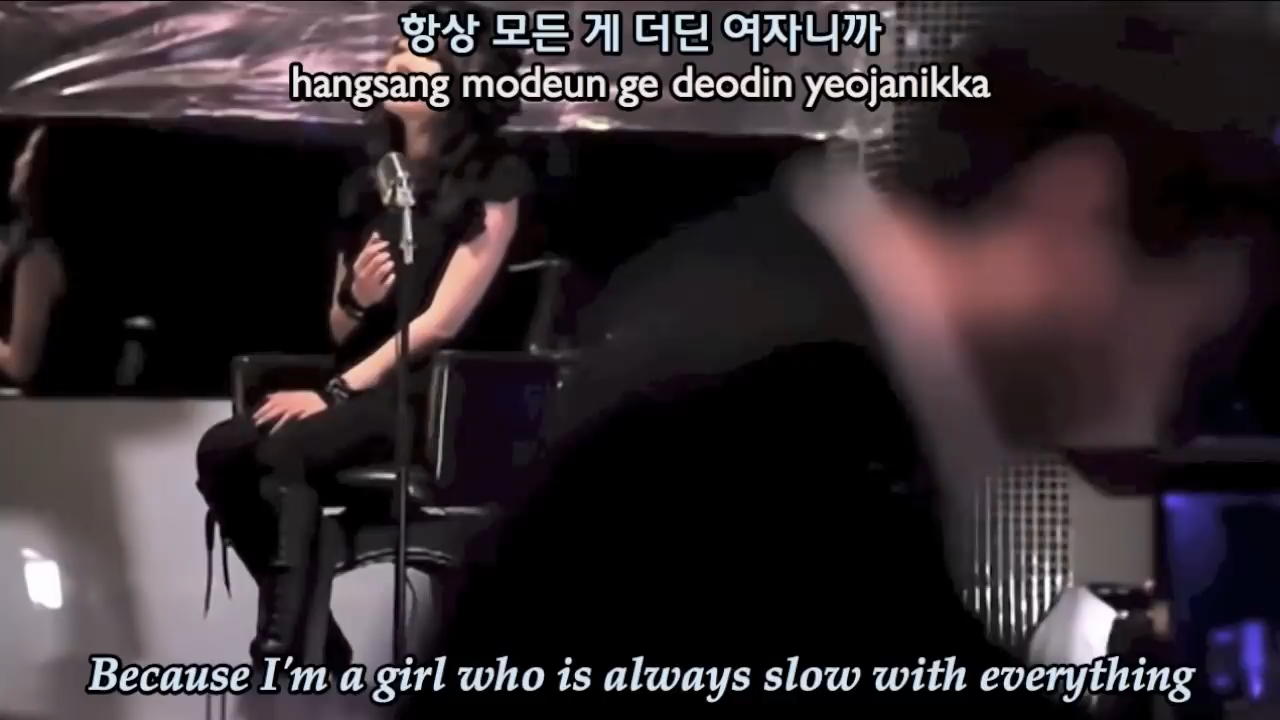 항상 모든 게 더딘 여자니까
hangsang modeun ge deodin yeojanikka
Because I'm a girl who is always slow with everything